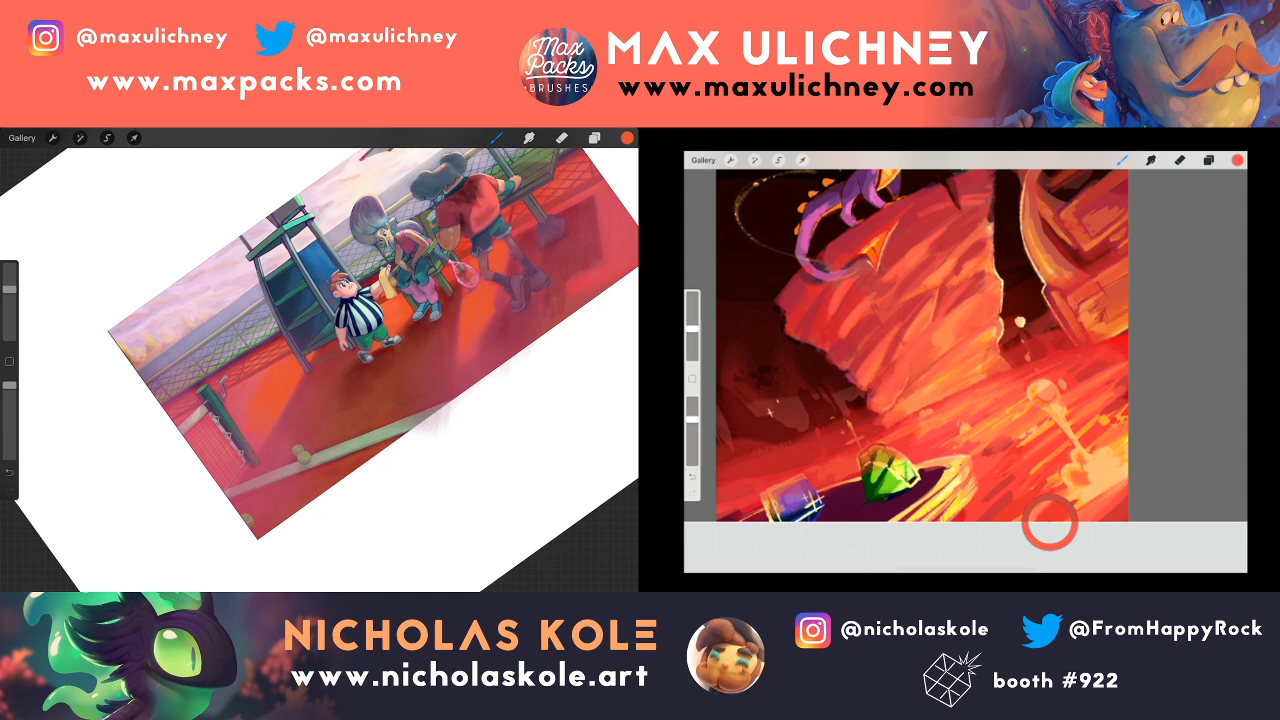 @maxulichney
@maxulichney
www.maxpacks.com
Max
Packs
BRUSHES
MAX ULICHNEY
www.maxulichney.com
Gallery
Gallery
NICHOLAS KOLE
www.nicholaskole.art
@nicholaskole
@FromHappyRock
booth #922